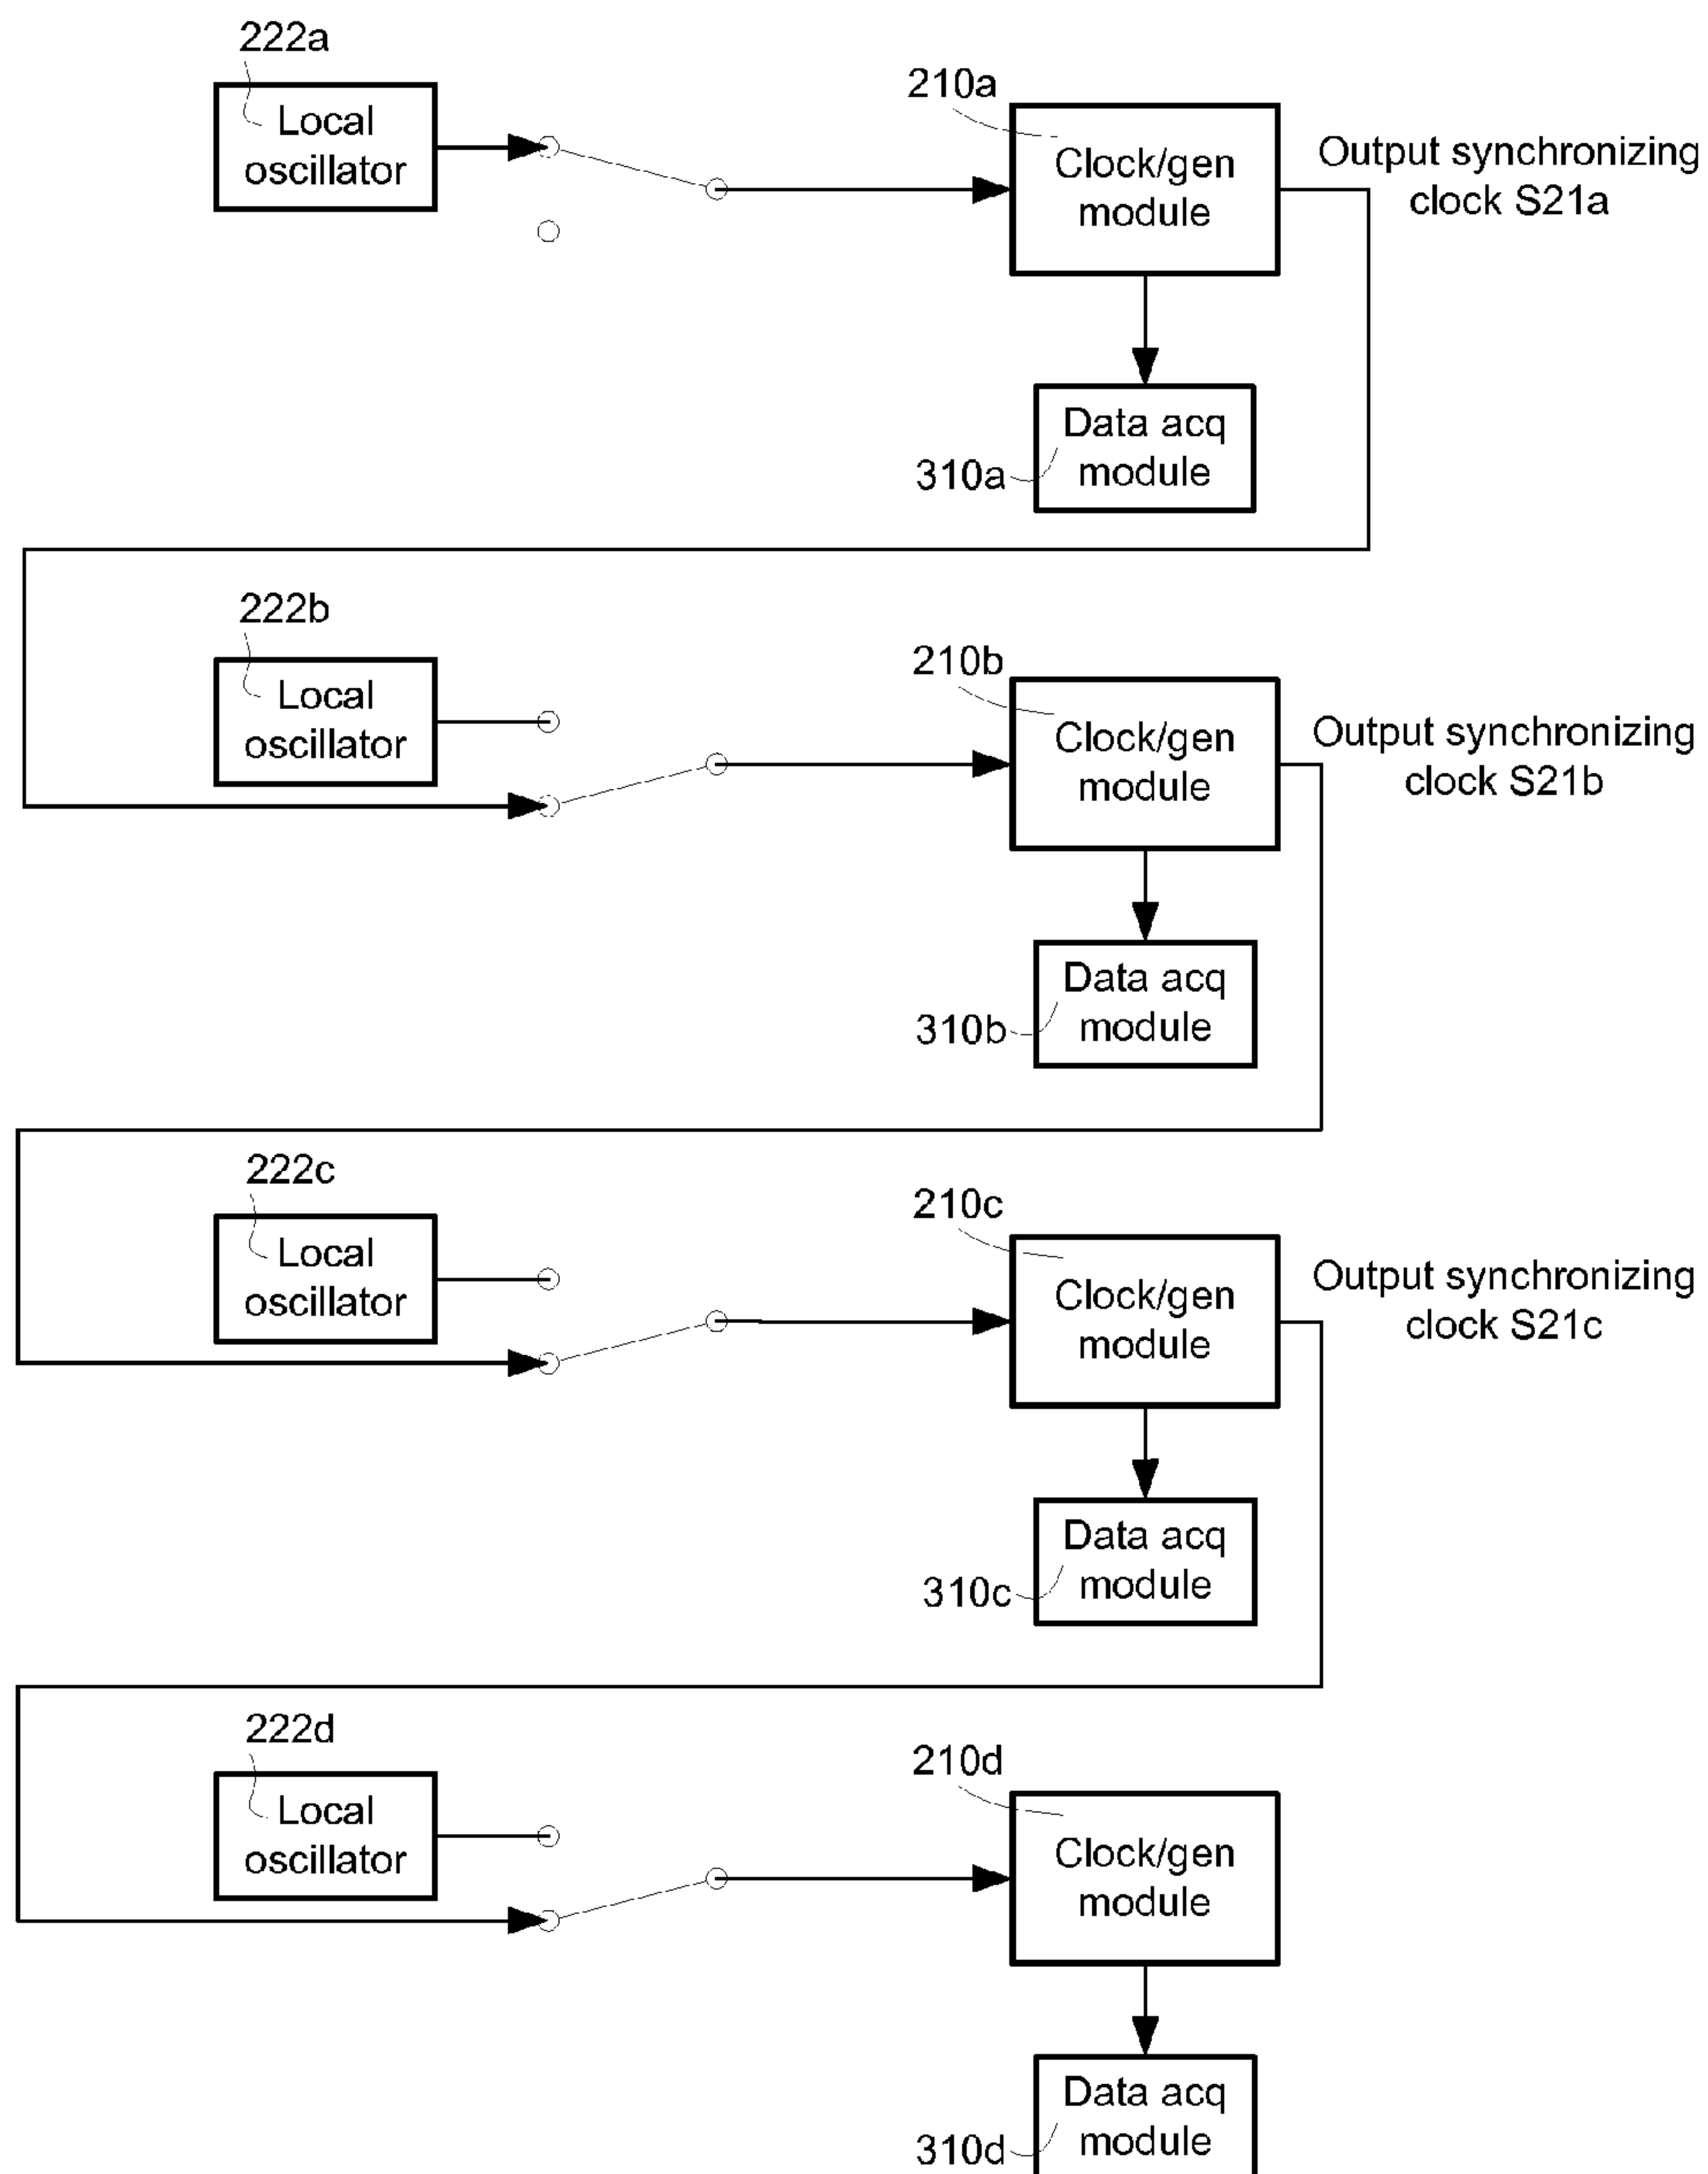 222a
Local
oscillator
210a
Clock/gen
module
Output synchronizing
clock S21a
Data acq
module
310a
222b
Local
oscillator
210b
Clock/gen
module
Output synchronizing
clock S21b
Data acq
module
310b
222c
Local
oscillator
210c
Clock/gen
module
Output synchronizing
clock S21c
Data acq
module
310c
222d
Local
oscillator
210d
Clock/gen
module
Data acq
module
310d